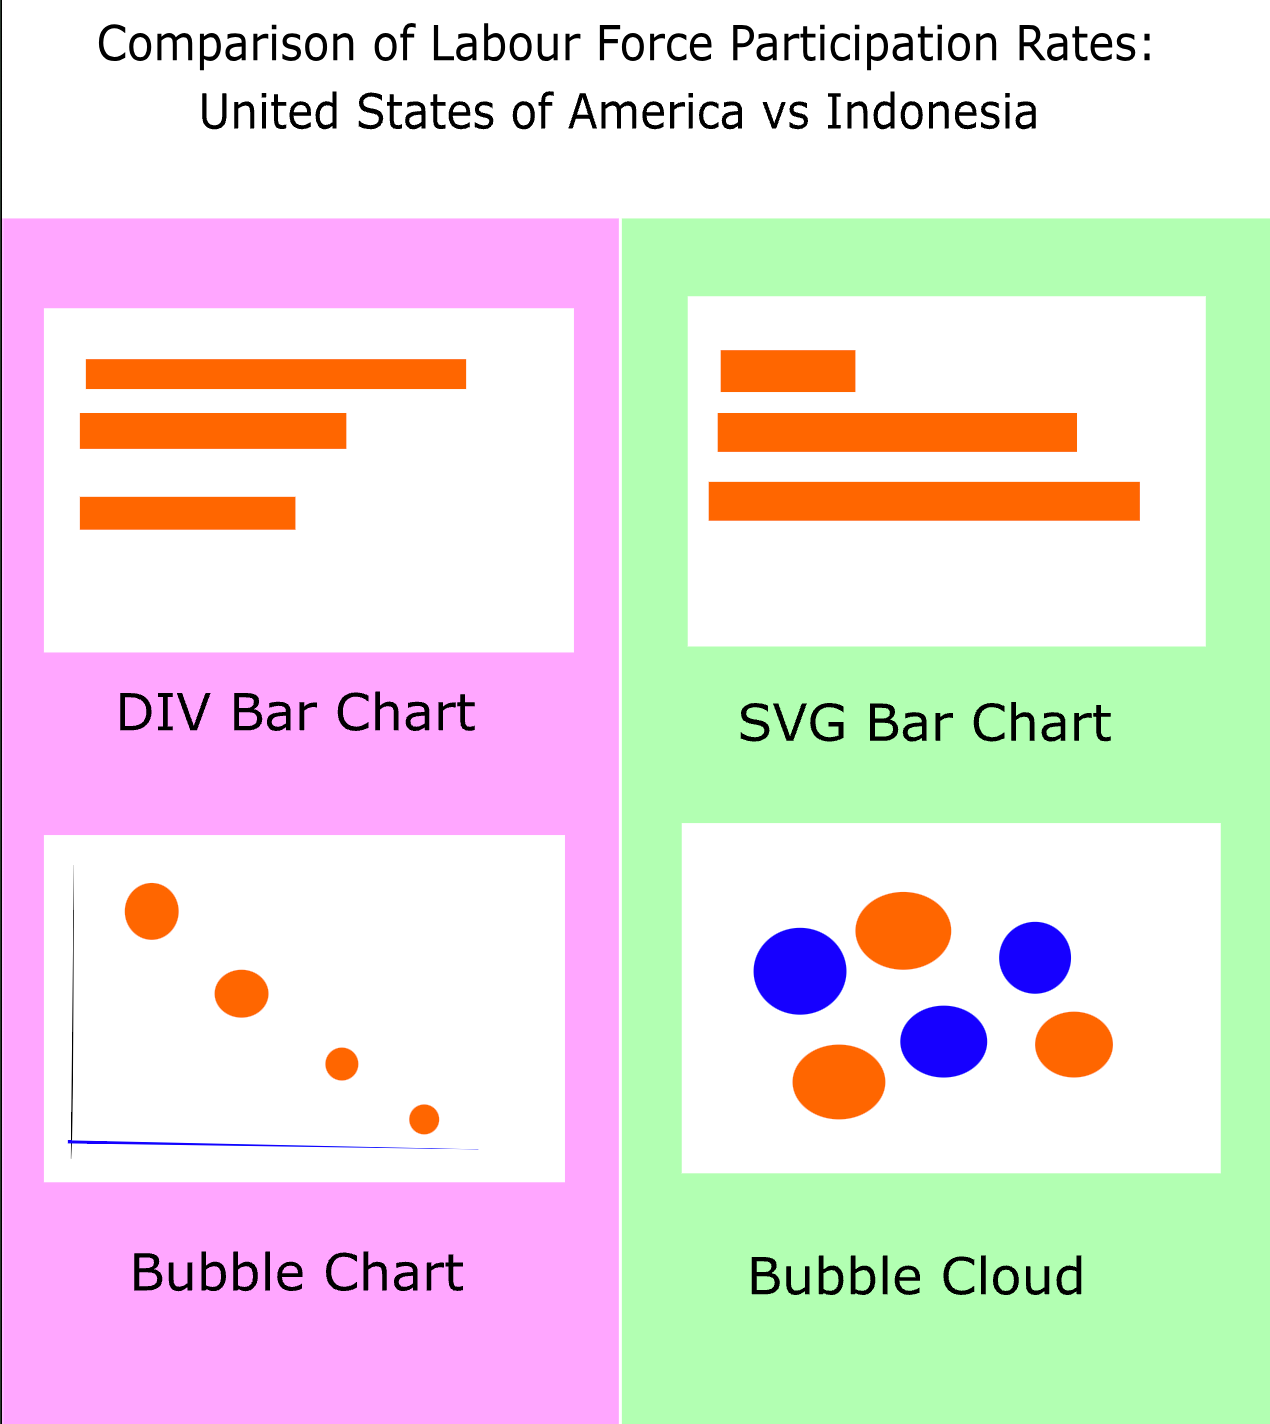 Comparison of Labour Force Participation Rates:
United States of America vs Indonesia
DIV Bar Chart
SVG Bar Chart
Bubble Chart
Bubble Cloud